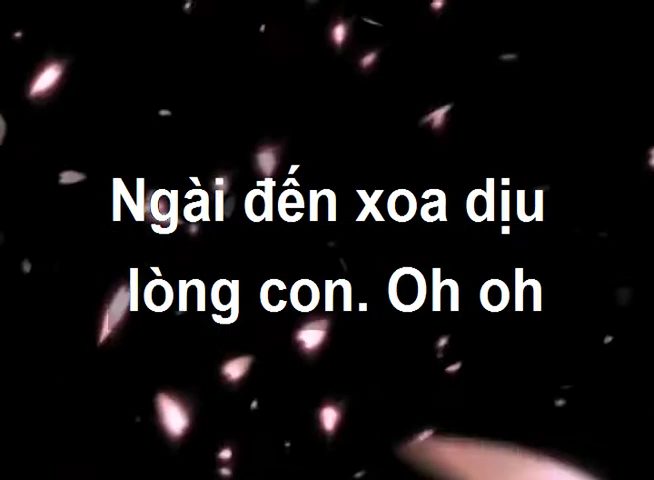 Ngài đến xoa dịu
lòng con. Oh oh